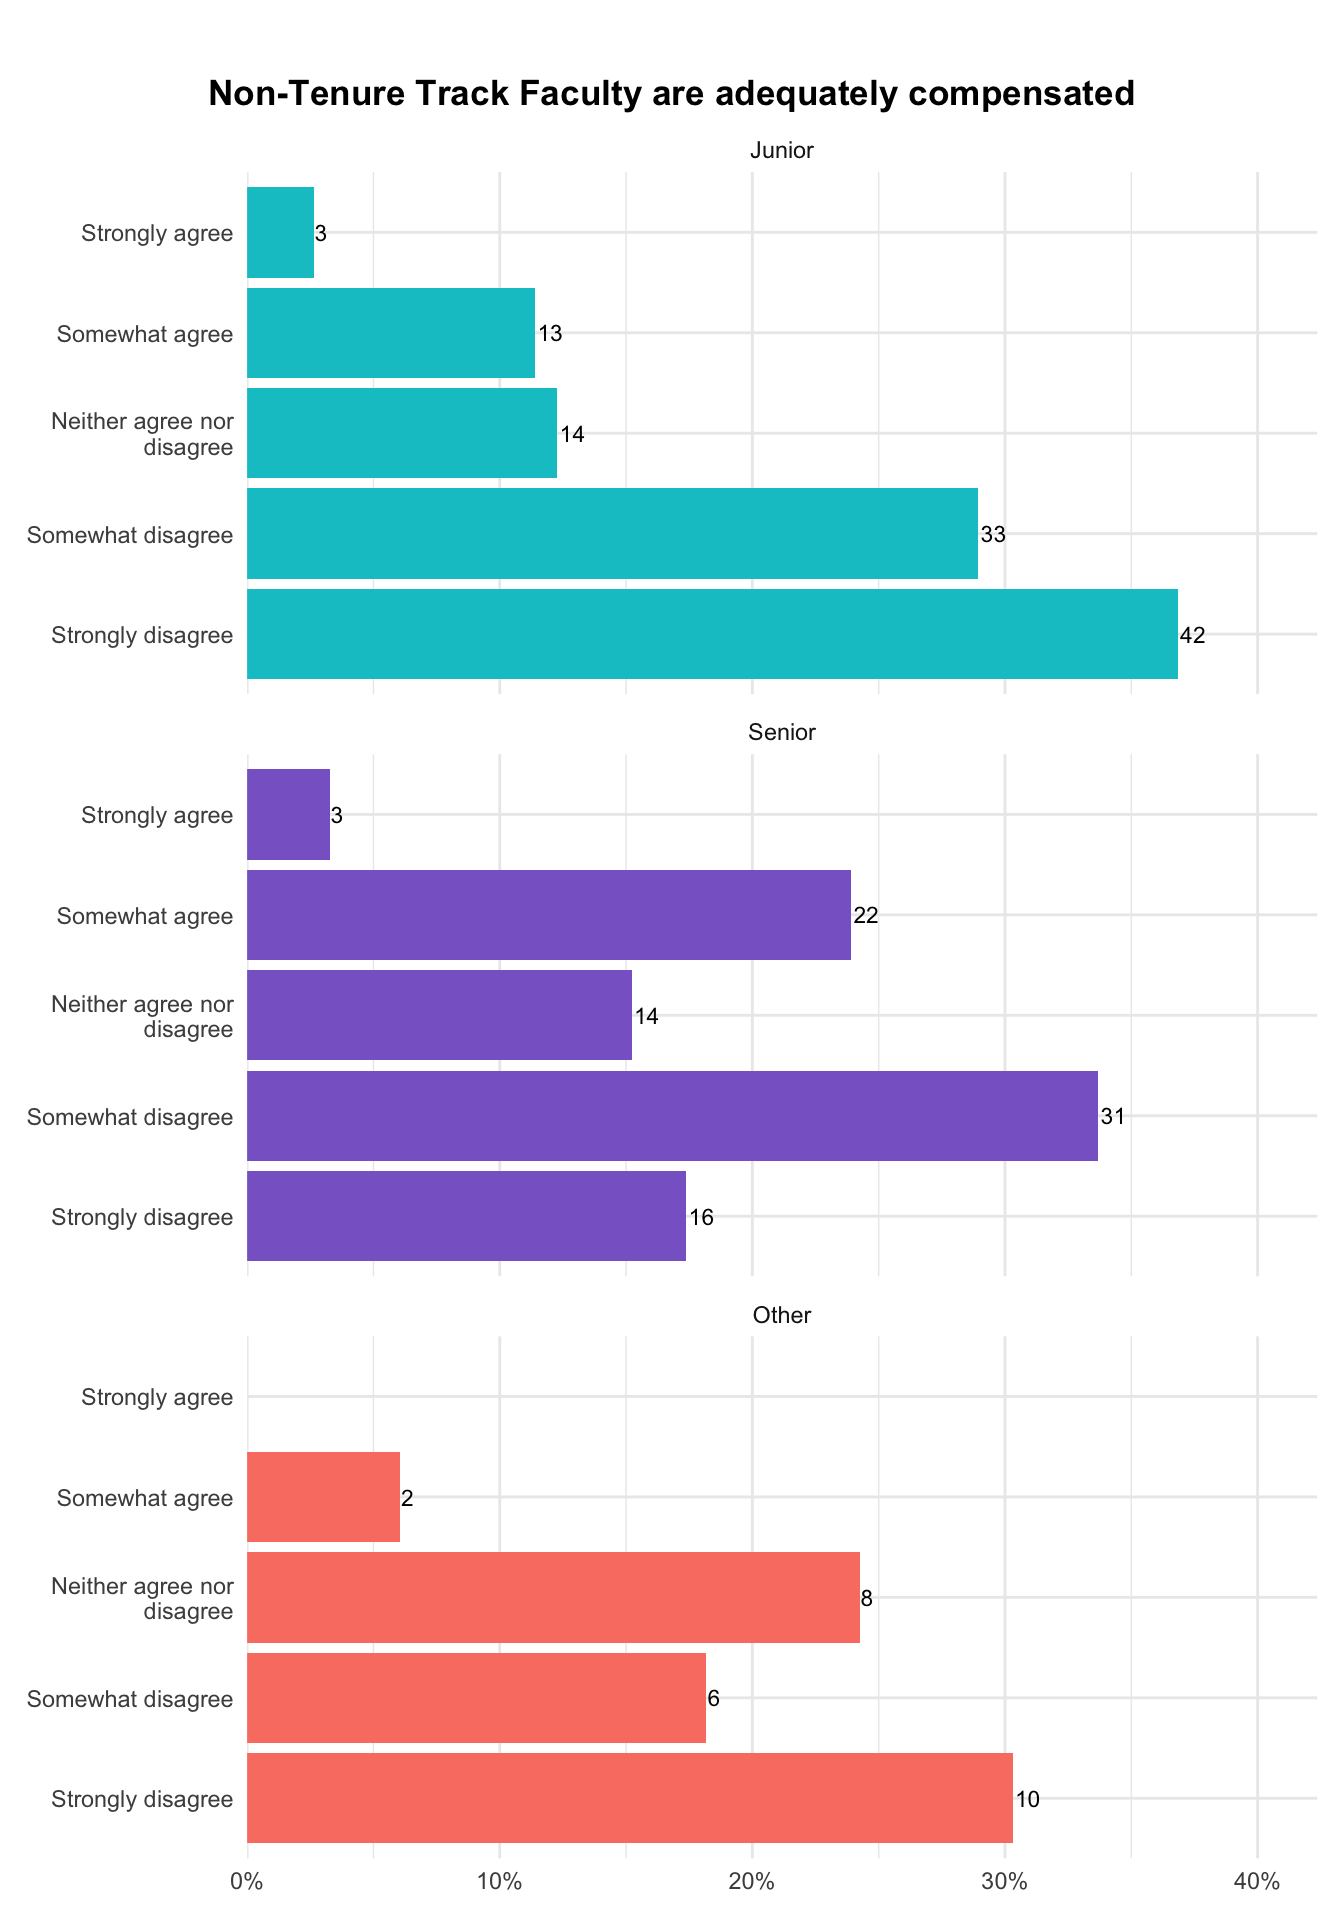 Non-Tenure Track Faculty are adequately compensated
Junior
Strongly agree
3
Somewhat agree
13
Neither agree nor
disagree
14
Somewhat disagree
33
Strongly disagree
42
Senior
Strongly agree
3
Somewhat agree
22
Neither agree nor
disagree
14
Somewhat disagree
31
Strongly disagree
16
Other
Strongly agree
Somewhat agree
2
Neither agree nor
disagree
8
Somewhat disagree
6
Strongly disagree
10
0% 10% 20% 30% 40%